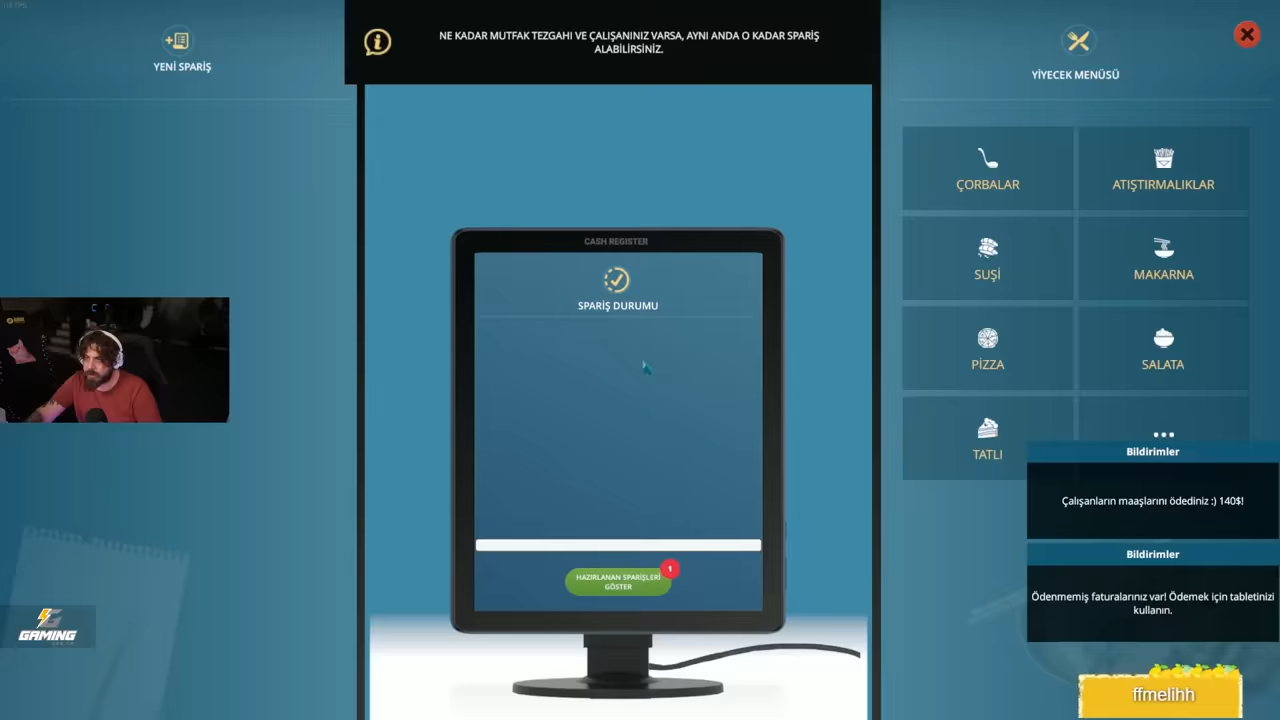 YENİ SPARİŞ
NE KADAR MUTFAK TEZGAHI VE ÇALIŞANINIZ VARSA, AYNI ANDA O KADAR SPARİŞ
ALABİLİRSİNİZ.
YİYECEK MENÜSÜ
ÇORBALAR
ATIŞTIRMALIKLAR
SUŞİ
MAKARNA
PİZZA
SALATA
TATLI
CASH REGISTER
SPARİŞ DURUMU
HAZIRLANAN SPARİŞLERİ
GÖSTER
1
Bildirimler
Çalışanların maaşlarını ödediniz ;) 140$!
Bildirimler
Ödenmemiş faturalarınız var! Ödemek için tabletinizi
kullanın.
GAMING
ffmelihh